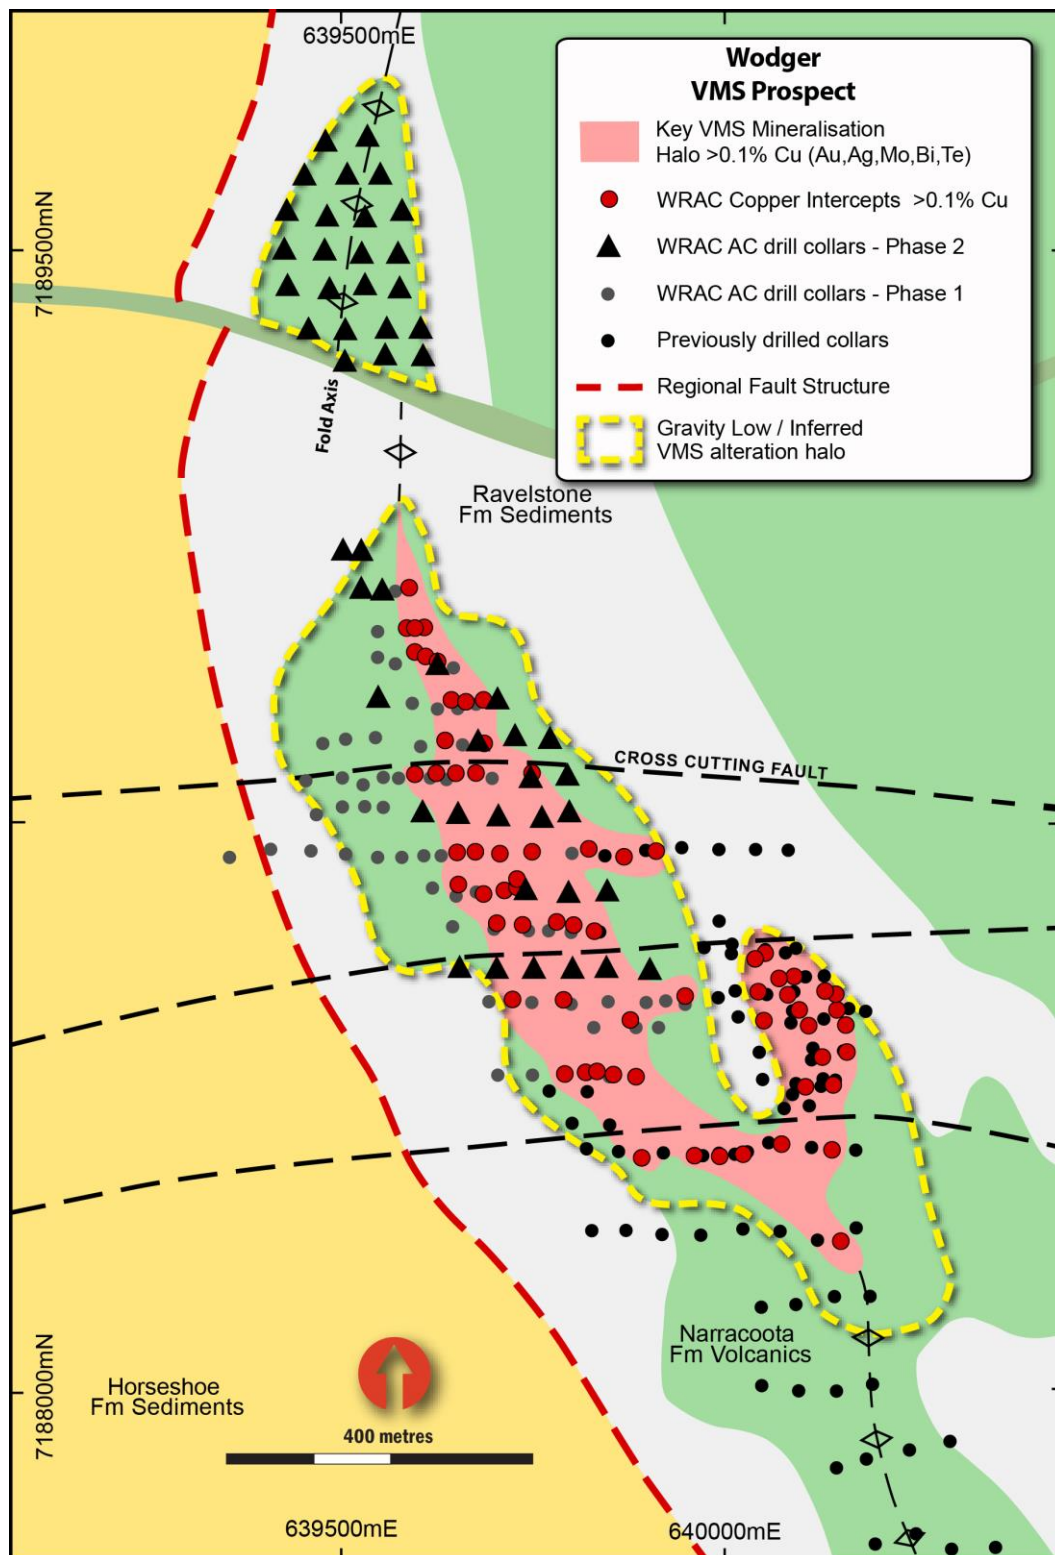 639500mE
Wodger
VMS Prospect
Key VMS Mineralisation
Halo >0.1% Cu (Au,Ag,Mo,Bi,Te)
WRAC Copper Intercepts >0.1% Cu
WRAC AC drill collars - Phase 2
WRAC AC drill collars - Phase 1
Previously drilled collars
Regional Fault Structure
Gravity Low / Inferred
VMS alteration halo
7189500mN
Fold Axis
Ravelstone
Fm Sediments
CROSS CUTTING FAULT
Narracoota
Fm Volcanics
Horseshoe
Fm Sediments
7188000mN
400 metres
639500mE
640000mE